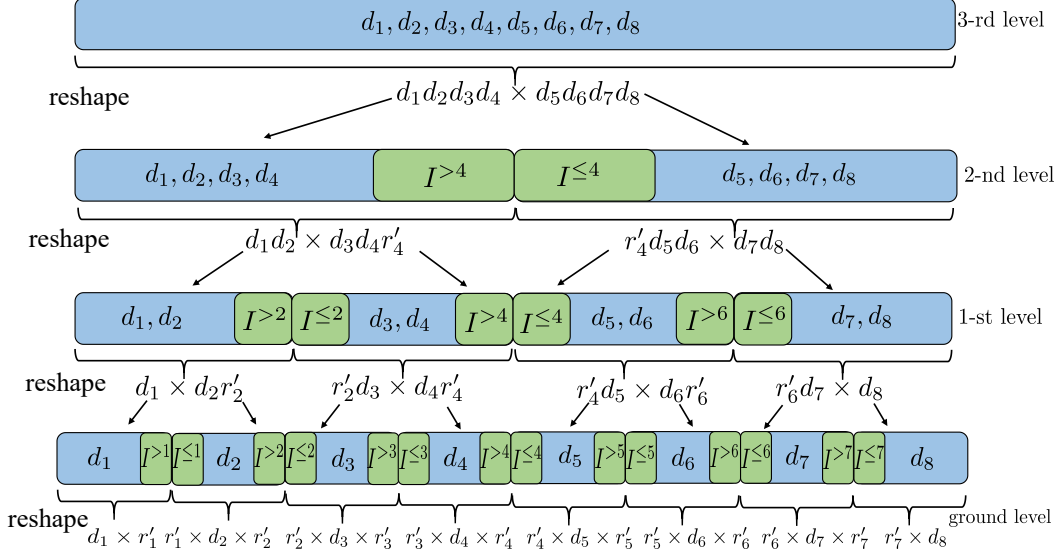 d₁, d₂, d₃, d₄, d₅, d₆, d₇, d₈ 3-rd level
reshape d₁d₂d₃d₄ × d₅d₆d₇d₈
d₁, d₂, d₃, d₄ I^{>4} I^{≤4} d₅, d₆, d₇, d₈ 2-nd level
reshape d₁d₂ × d₃d₄r′₄ r′₄d₅d₆ × d₇d₈
d₁, d₂ I^{>2} I^{≤2} d₃, d₄ I^{>4} I^{≤4} d₅, d₆ I^{>6} I^{≤6} d₇, d₈ 1-st level
reshape d₁ × d₂r′₂ r′₂d₃ × d₄r′₄ r′₄d₅ × d₆r′₆ r′₆d₇ × d₈
d₁ I^{>1} I^{≤1} d₂ I^{>2} I^{≤2} d₃ I^{>3} I^{≤3} d₄ I^{>4} I^{≤4} d₅ I^{>5} I^{≤5} d₆ I^{>6} I^{≤6} d₇ I^{>7} I^{≤7} d₈
reshape ground level
d₁ × r′₁ r′₁ × d₂ × r′₂ r′₂ × d₃ × r′₃ r′₃ × d₄ × r′₄ r′₄ × d₅ × r′₅ r′₅ × d₆ × r′₆ r′₆ × d₇ × r′₇ r′₇ × d₈